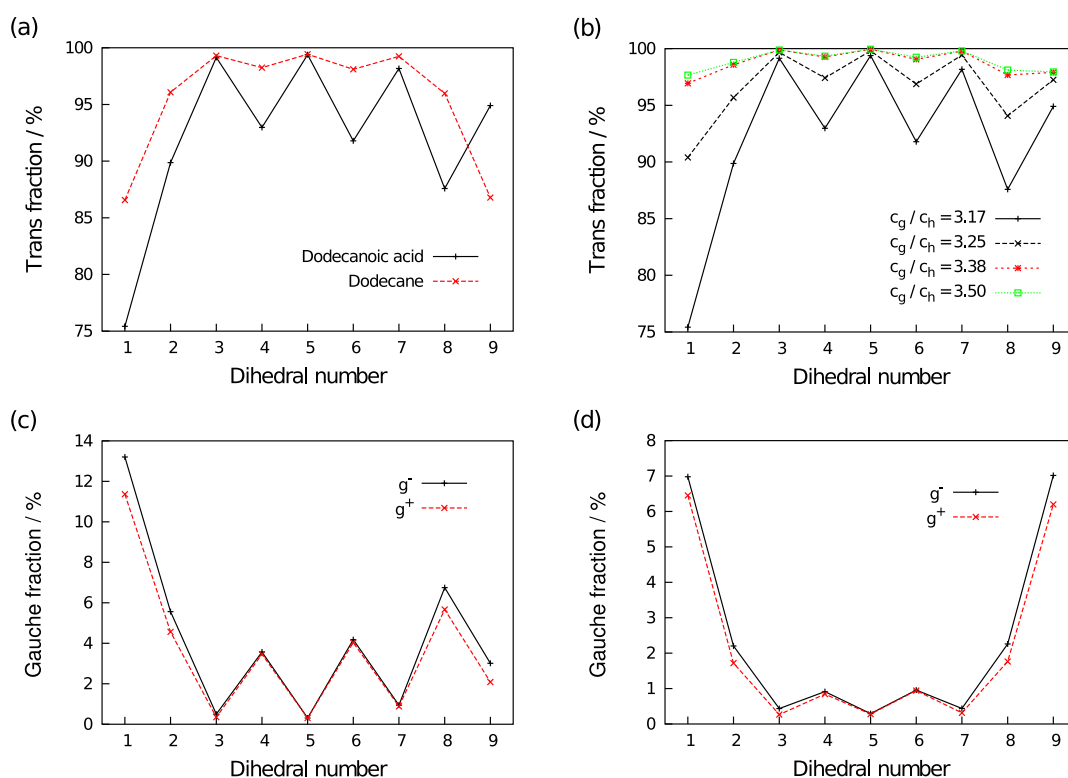 (a)
Trans fraction / %
100
95
90
85
80
75
Dodecanoic acid
Dodecane
1 2 3 4 5 6 7 8 9
Dihedral number
(b)
Trans fraction / %
100
95
90
85
80
75
c_g / c_h = 3.17
c_g / c_h = 3.25
c_g / c_h = 3.38
c_g / c_h = 3.50
1 2 3 4 5 6 7 8 9
Dihedral number
(c)
Gauche fraction / %
14
12
10
8
6
4
2
0
g⁻
g⁺
1 2 3 4 5 6 7 8 9
Dihedral number
(d)
Gauche fraction / %
8
7
6
5
4
3
2
1
0
g⁻
g⁺
1 2 3 4 5 6 7 8 9
Dihedral number